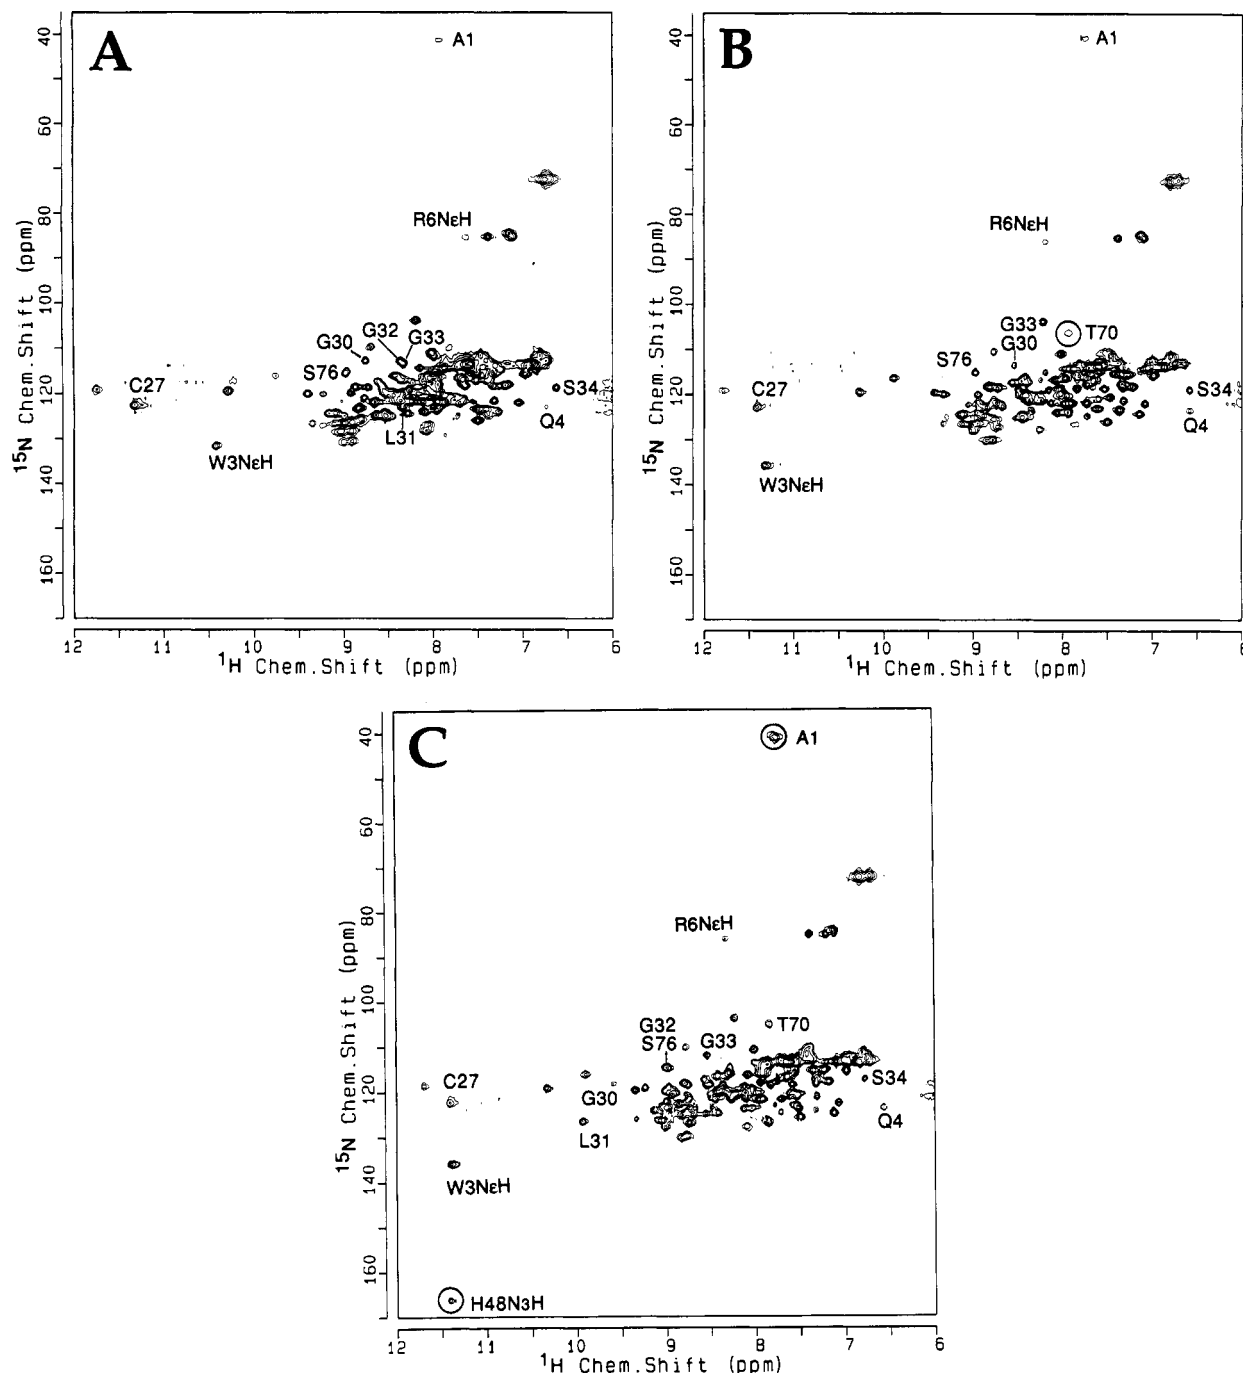 A
A1
R6NεH
G32
G30
G33
S76
C27
S34
Q4
L31
W3NεH
40
60
80
100
120
140
160
15N Chem.Shift (ppm)
12
11
10
9
8
7
6
1H Chem.Shift (ppm)
B
A1
R6NεH
G33
T70
G30
S76
C27
S34
Q4
W3NεH
40
60
80
100
120
140
160
15N Chem.Shift (ppm)
12
11
10
9
8
7
6
1H Chem.Shift (ppm)
C
A1
R6NεH
G32
T70
S76
G33
C27
S34
G30
Q4
L31
W3NεH
H48N3H
40
60
80
100
120
140
160
15N Chem.Shift (ppm)
12
11
10
9
8
7
6
1H Chem.Shift (ppm)